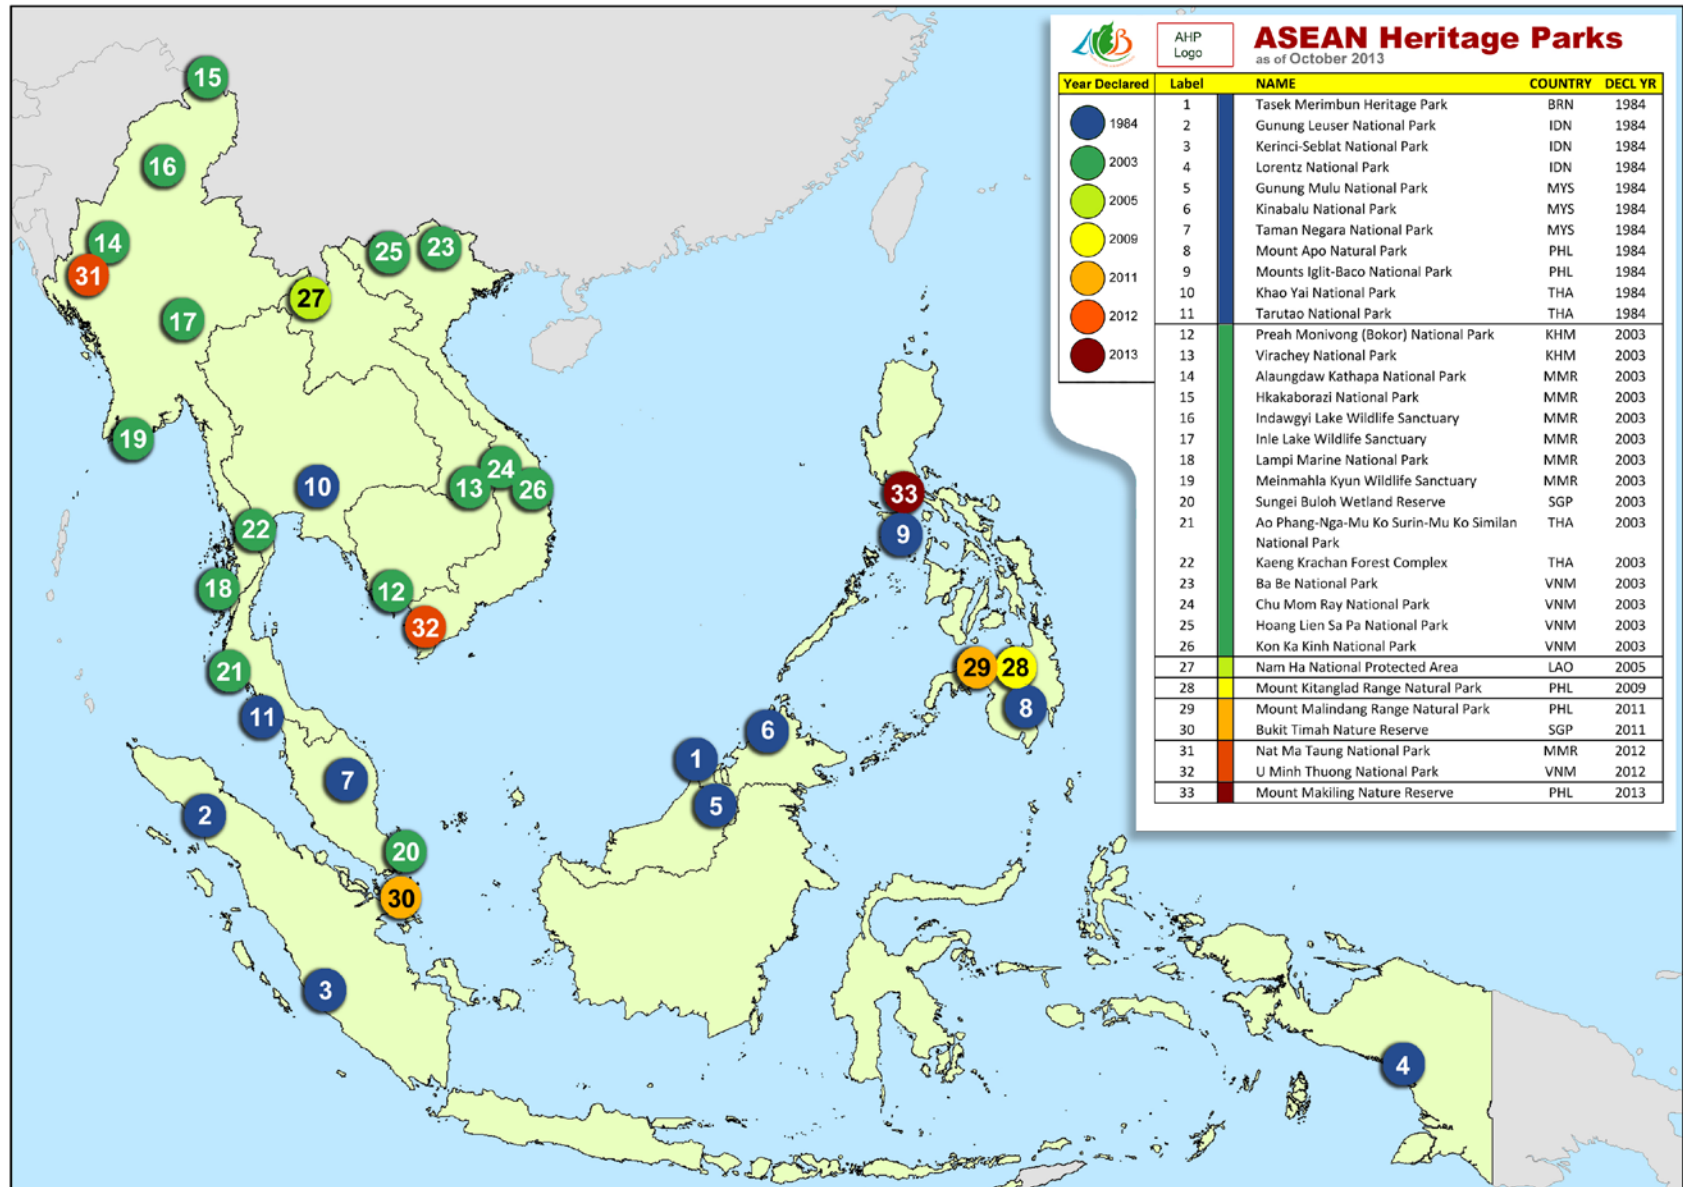 ASEAN Heritage Parks
as of October 2013
AHP
Logo
Year Declared
1984
2003
2005
2009
2011
2012
2013
Label NAME COUNTRY DECL YR
1 Tasek Merimbun Heritage Park BRN 1984
2 Gunung Leuser National Park IDN 1984
3 Kerinci-Seblat National Park IDN 1984
4 Lorentz National Park IDN 1984
5 Gunung Mulu National Park MYS 1984
6 Kinabalu National Park MYS 1984
7 Taman Negara National Park MYS 1984
8 Mount Apo Natural Park PHL 1984
9 Mounts Iglit-Baco National Park PHL 1984
10 Khao Yai National Park THA 1984
11 Tarutao National Park THA 1984
12 Preah Monivong (Bokor) National Park KHM 2003
13 Virachey National Park KHM 2003
14 Alaungdaw Kathapa National Park MMR 2003
15 Hkakaborazi National Park MMR 2003
16 Indawgyi Lake Wildlife Sanctuary MMR 2003
17 Inle Lake Wildlife Sanctuary MMR 2003
18 Lampi Marine National Park MMR 2003
19 Meinmahla Kyun Wildlife Sanctuary MMR 2003
20 Sungei Buloh Wetland Reserve SGP 2003
21 Ao Phang-Nga-Mu Ko Surin-Mu Ko Similan THA 2003
National Park
22 Kaeng Krachan Forest Complex THA 2003
23 Ba Be National Park VNM 2003
24 Chu Mom Ray National Park VNM 2003
25 Hoang Lien Sa Pa National Park VNM 2003
26 Kon Ka Kinh National Park VNM 2003
27 Nam Ha National Protected Area LAO 2005
28 Mount Kitanglad Range Natural Park PHL 2009
29 Mount Malindang Range Natural Park PHL 2011
30 Bukit Timah Nature Reserve SGP 2011
31 Nat Ma Taung National Park MMR 2012
32 U Minh Thuong National Park VNM 2012
33 Mount Makiling Nature Reserve PHL 2013
15
16
14
31
25
23
27
17
19
10
13
24
26
33
9
22
18
12
32
21
11
29
28
8
6
1
7
5
2
20
30
3
4